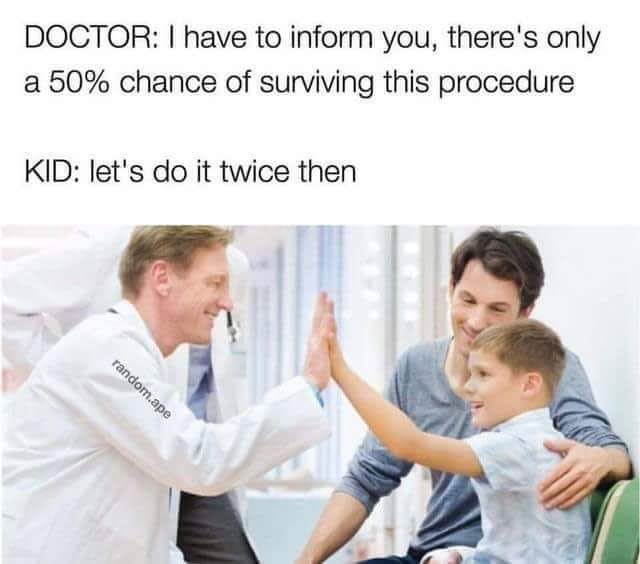 DOCTOR: I have to inform you, there's only
a 50% chance of surviving this procedure
KID: let's do it twice then
random.ape